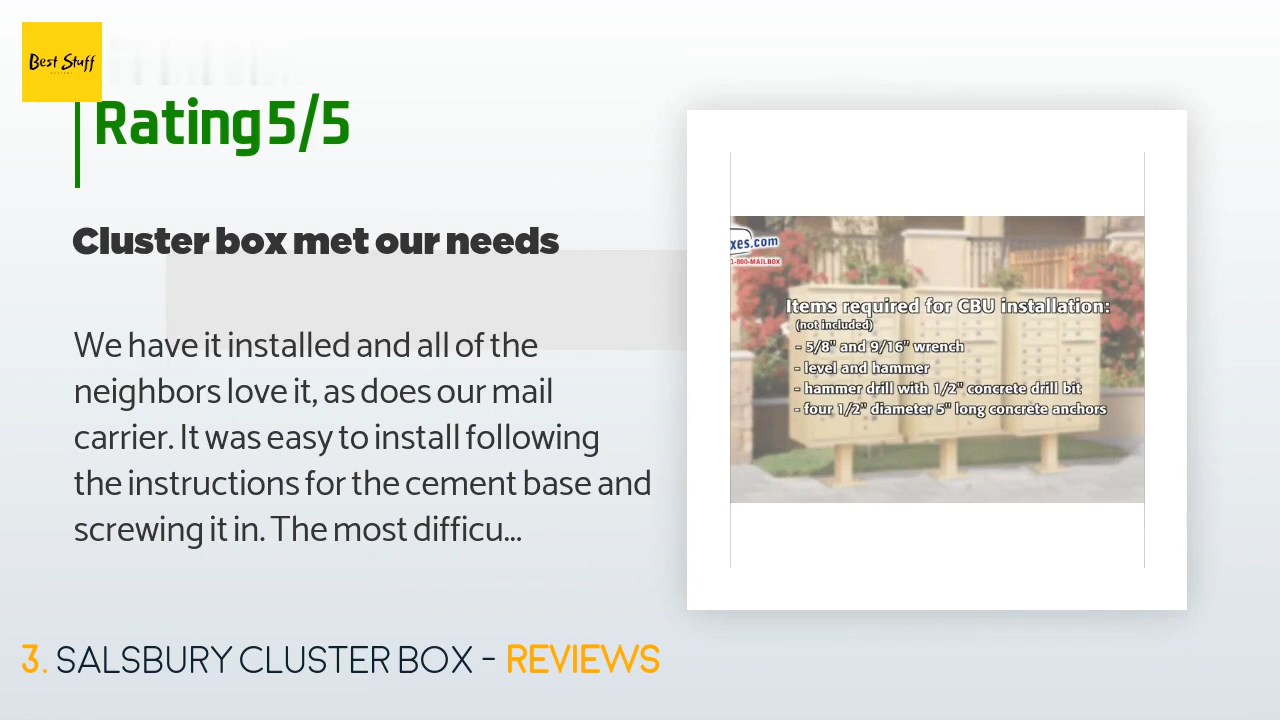 Best Stuff
Rating 5/5
Cluster box met our needs
We have it installed and all of the
neighbors love it, as does our mail
carrier. It was easy to install following
the instructions for the cement base and
screwing it in. The most difficu...
xes.com
1-800-MAILBOX
Items required for CBU installation:
(not included)
- 5/8" and 9/16" wrench
- level and hammer
- hammer drill with 1/2" concrete drill bit
- four 1/2" diameter 5" long concrete anchors
3. SALSBURY CLUSTER BOX - REVIEWS